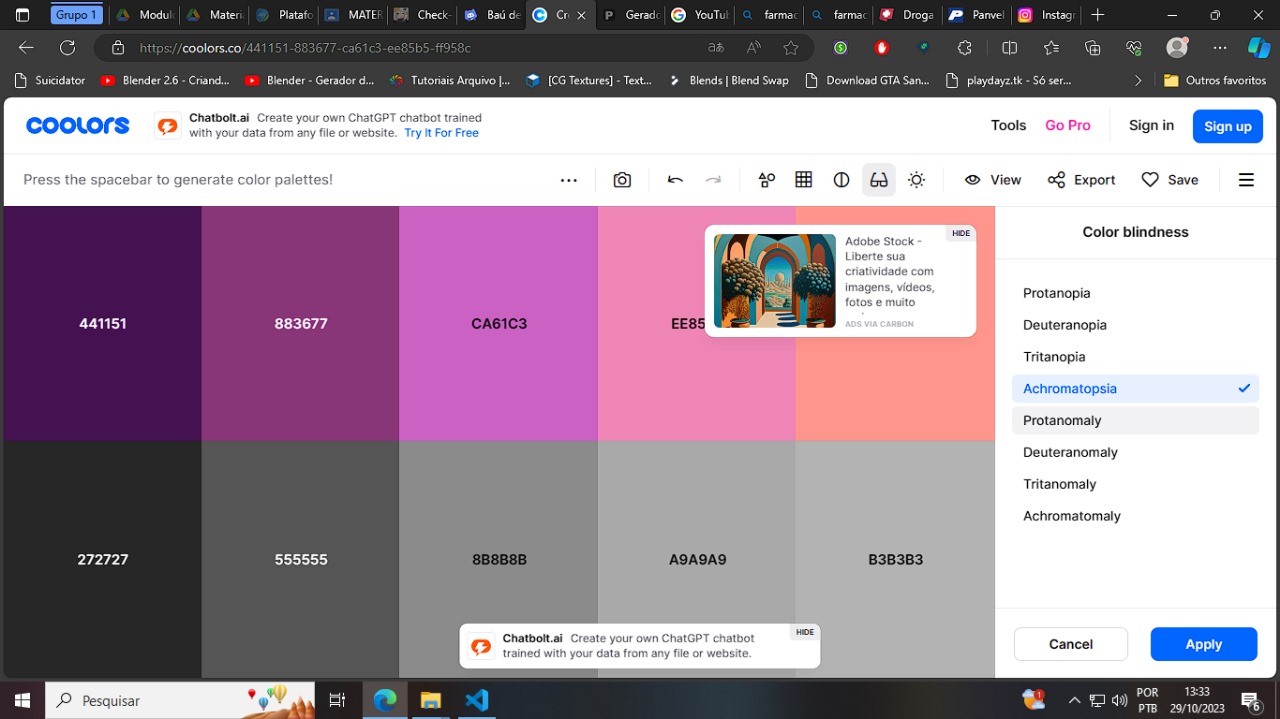 Grupo 1
Modulo
Materia
Platafo
MATER
Check-
Baú de
Cre
Gerado
YouTub
farmac
farmac
Droga
Panvel
Instagr
https://coolors.co/441151-883677-ca61c3-ee85b5-ff958c
Suicidator
Blender 2.6 - Criand...
Blender - Gerador d...
Tutoriais Arquivo |...
[CG Textures] - Text...
Blends | Blend Swap
Download GTA San...
playdayz.tk - Só ser...
Outros favoritos
coolors
Chatbolt.ai Create your own ChatGPT chatbot trained
with your data from any file or website. Try It For Free
Tools
Go Pro
Sign in
Sign up
Press the spacebar to generate color palettes!
View
Export
Save
441151
883677
CA61C3
EE85
HIDE
Adobe Stock -
Liberte sua
criatividade com
imagens, vídeos,
fotos e muito
ADS VIA CARBON
272727
555555
8B8B8B
A9A9A9
B3B3B3
HIDE
Chatbolt.ai Create your own ChatGPT chatbot
trained with your data from any file or website.
Color blindness
Protanopia
Deuteranopia
Tritanopia
Achromatopsia
Protanomaly
Deuteranomaly
Tritanomaly
Achromatomaly
Cancel
Apply
Pesquisar
1
POR
PTB
13:33
29/10/2023
6